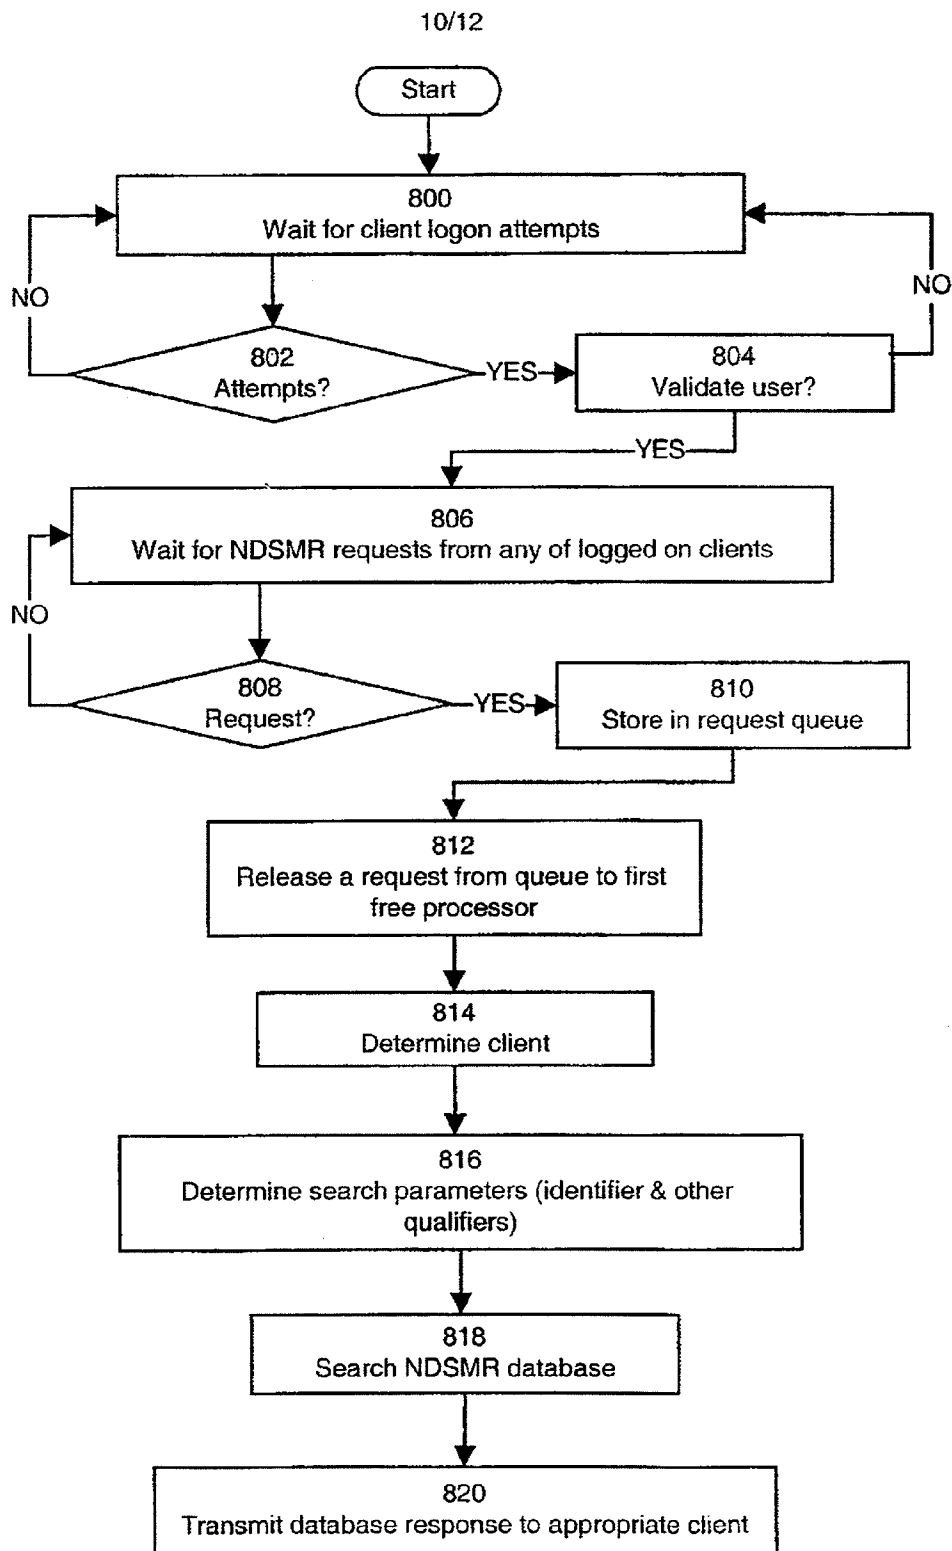 10/12
Start
800
Wait for client logon attempts
NO
NO
802
Attempts?
YES
804
Validate user?
YES
806
Wait for NDSMR requests from any of logged on clients
NO
808
Request?
YES
810
Store in request queue
812
Release a request from queue to first
free processor
814
Determine client
816
Determine search parameters (identifier & other
qualifiers)
818
Search NDSMR database
820
Transmit database response to appropriate client